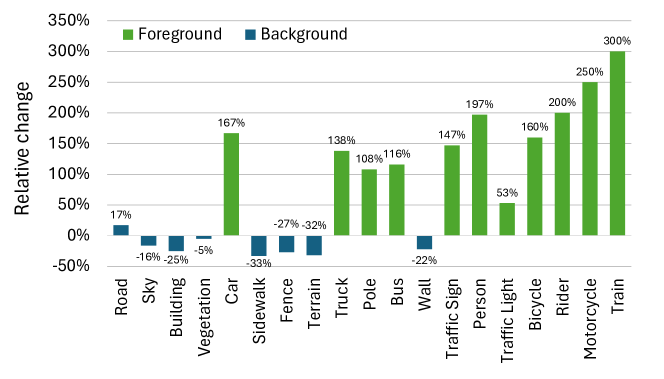 350%
300%
250%
200%
150%
100%
50%
0%
-50%
Relative change
Foreground
Background
17%
-16%
-25%
-5%
167%
-33%
-27%
-32%
138%
108%
116%
-22%
147%
197%
53%
160%
200%
250%
300%
Road
Sky
Building
Vegetation
Car
Sidewalk
Fence
Terrain
Truck
Pole
Bus
Wall
Traffic Sign
Person
Traffic Light
Bicycle
Rider
Motorcycle
Train